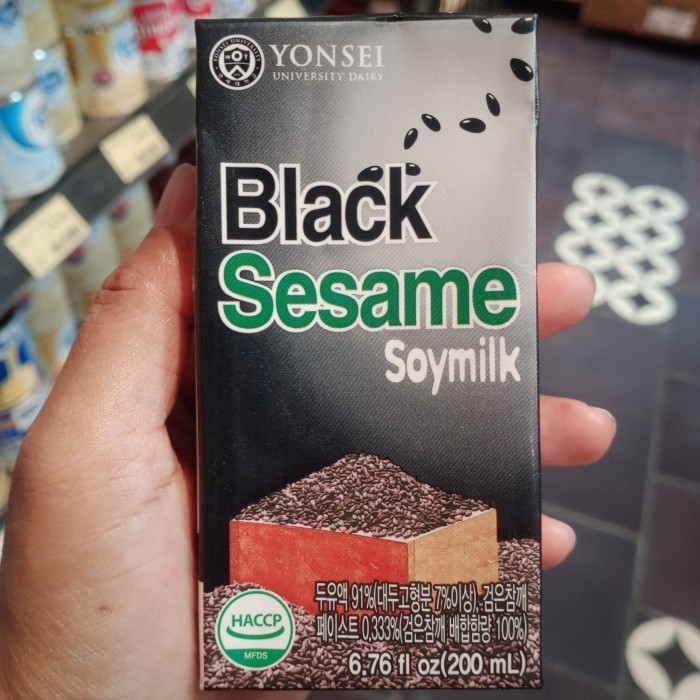 YONSEI
UNIVERSITY DAIRY
Black
Sesame
Soymilk
두유액 91%(대두고형분 7%이상), 검은참깨
페이스트 0.333%(검은참깨 배합함량 100%)
HACCP
MFDS
6.76 fl oz(200 mL)